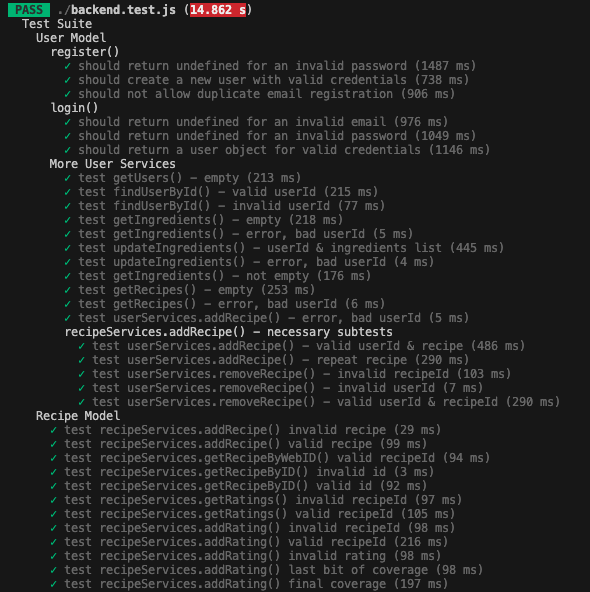 PASS ./backend.test.js (14.862 s)
Test Suite
User Model
register()
✓ should return undefined for an invalid password (1487 ms)
✓ should create a new user with valid credentials (738 ms)
✓ should not allow duplicate email registration (906 ms)
login()
✓ should return undefined for an invalid email (976 ms)
✓ should return undefined for an invalid password (1049 ms)
✓ should return a user object for valid credentials (1146 ms)
More User Services
✓ test getUsers() – empty (213 ms)
✓ test findUserById() – valid userId (215 ms)
✓ test findUserById() – invalid userId (77 ms)
✓ test getIngredients() – empty (218 ms)
✓ test getIngredients() – error, bad userId (5 ms)
✓ test updateIngredients() – userId & ingredients list (445 ms)
✓ test updateIngredients() – error, bad userId (4 ms)
✓ test getIngredients() – not empty (176 ms)
✓ test getRecipes() – empty (253 ms)
✓ test getRecipes() – error, bad userId (6 ms)
✓ test userServices.addRecipe() – error, bad userId (5 ms)
recipeServices.addRecipe() – necessary subtests
✓ test userServices.addRecipe() – valid userId & recipe (486 ms)
✓ test userServices.addRecipe() – repeat recipe (290 ms)
✓ test userServices.removeRecipe() – invalid recipeId (103 ms)
✓ test userServices.removeRecipe() – invalid userId (7 ms)
✓ test userServices.removeRecipe() – valid userId & recipeId (290 ms)
Recipe Model
✓ test recipeServices.addRecipe() invalid recipe (29 ms)
✓ test recipeServices.addRecipe() valid recipe (99 ms)
✓ test recipeServices.getRecipeByWebID() valid recipeId (94 ms)
✓ test recipeServices.getRecipeByID() invalid id (3 ms)
✓ test recipeServices.getRecipeByID() valid id (92 ms)
✓ test recipeServices.getRatings() invalid recipeId (97 ms)
✓ test recipeServices.getRatings() valid recipeId (105 ms)
✓ test recipeServices.addRating() invalid recipeId (98 ms)
✓ test recipeServices.addRating() valid recipeId (216 ms)
✓ test recipeServices.addRating() invalid rating (98 ms)
✓ test recipeServices.addRating() last bit of coverage (98 ms)
✓ test recipeServices.addRating() final coverage (197 ms)